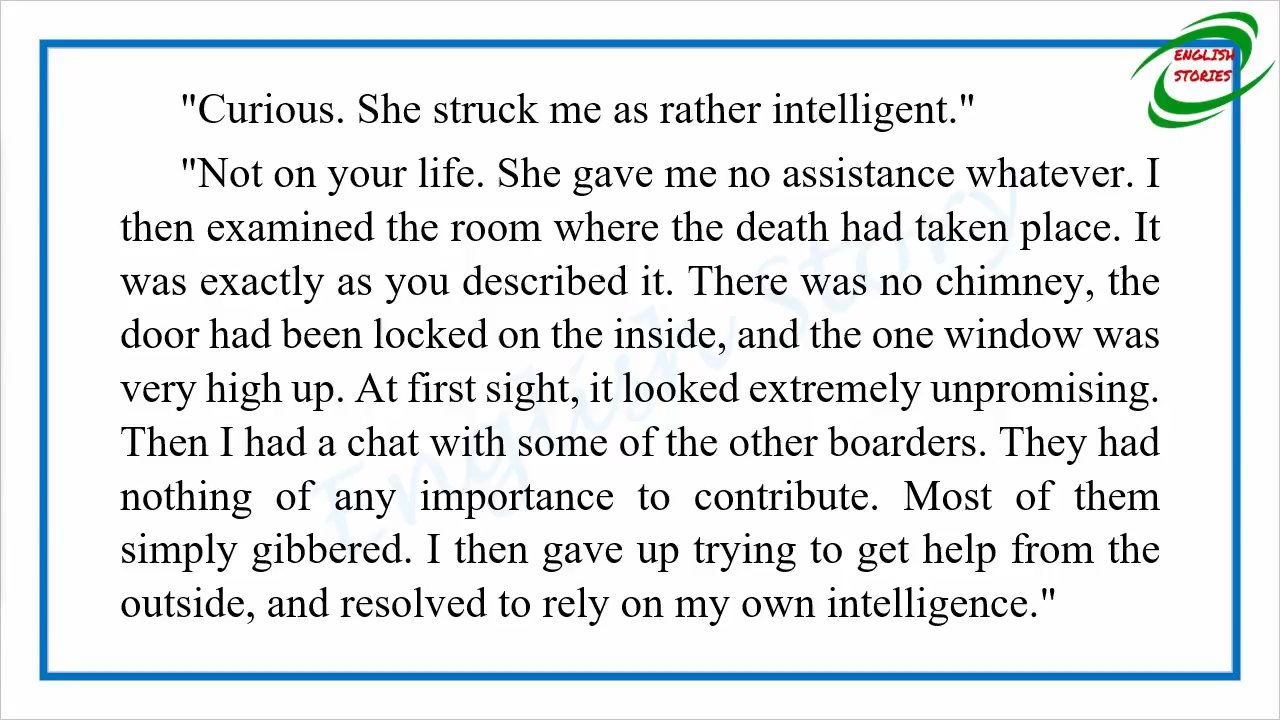 ENGLISH
STORIES
"Curious. She struck me as rather intelligent."
"Not on your life. She gave me no assistance whatever. I
then examined the room where the death had taken place. It
was exactly as you described it. There was no chimney, the
door had been locked on the inside, and the one window was
very high up. At first sight, it looked extremely unpromising.
Then I had a chat with some of the other boarders. They had
nothing of any importance to contribute. Most of them
simply gibbered. I then gave up trying to get help from the
outside, and resolved to rely on my own intelligence."
English Story